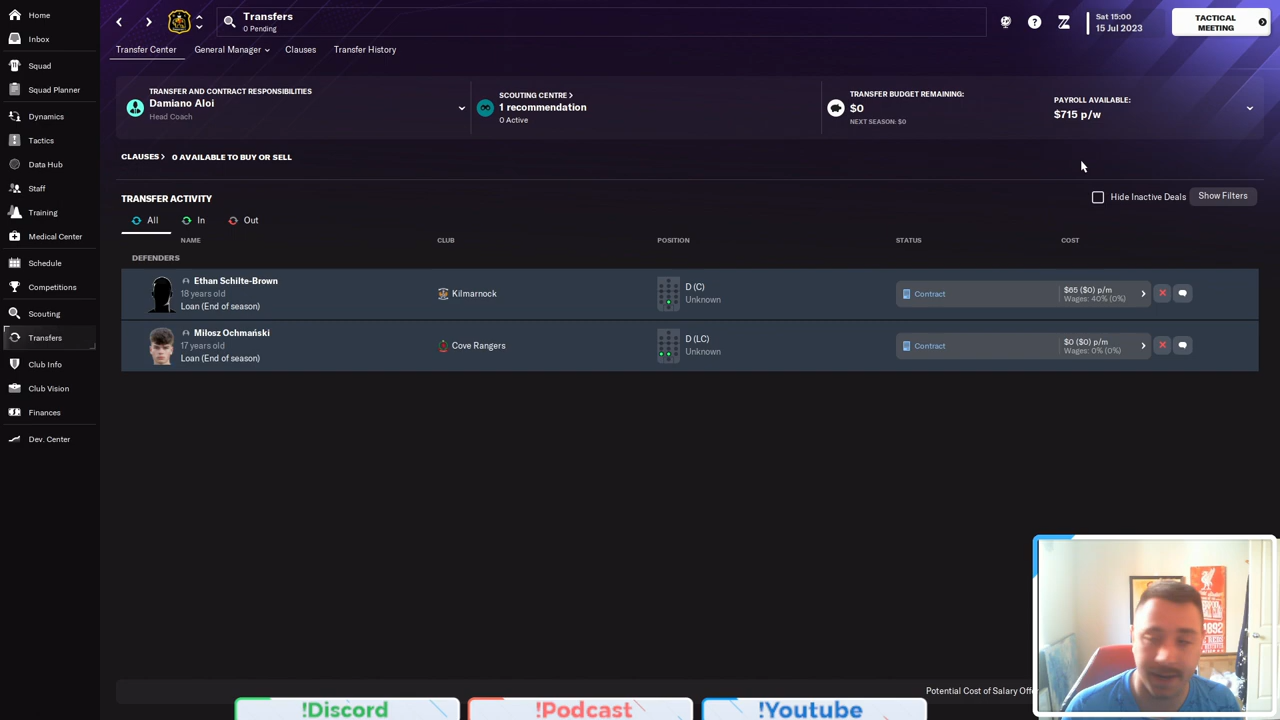 Home
Inbox
Squad
Squad Planner
Dynamics
Tactics
Data Hub
Staff
Training
Medical Center
Schedule
Competitions
Scouting
Transfers
Club Info
Club Vision
Finances
Dev. Center
Transfers
0 Pending
Sat 15:00
15 Jul 2023
TACTICAL
MEETING
Transfer Center
General Manager
Clauses
Transfer History
TRANSFER AND CONTRACT RESPONSIBILITIES
Damiano Aloi
Head Coach
SCOUTING CENTRE >
1 recommendation
0 Active
TRANSFER BUDGET REMAINING:
$0
NEXT SEASON: $0
PAYROLL AVAILABLE:
$715 p/w
CLAUSES > 0 AVAILABLE TO BUY OR SELL
TRANSFER ACTIVITY
Hide Inactive Deals
Show Filters
All
In
Out
NAME CLUB POSITION STATUS COST
DEFENDERS
Ethan Schilte-Brown
18 years old
Loan (End of season)
Kilmarnock
D (C)
Unknown
Contract
$65 ($0) p/m
Wages: 40% (0%)
Miłosz Ochmański
17 years old
Loan (End of season)
Cove Rangers
D (LC)
Unknown
Contract
$0 ($0) p/m
Wages: 0% (0%)
Potential Cost of Salary
!Discord
!Podcast
!Youtube
1892